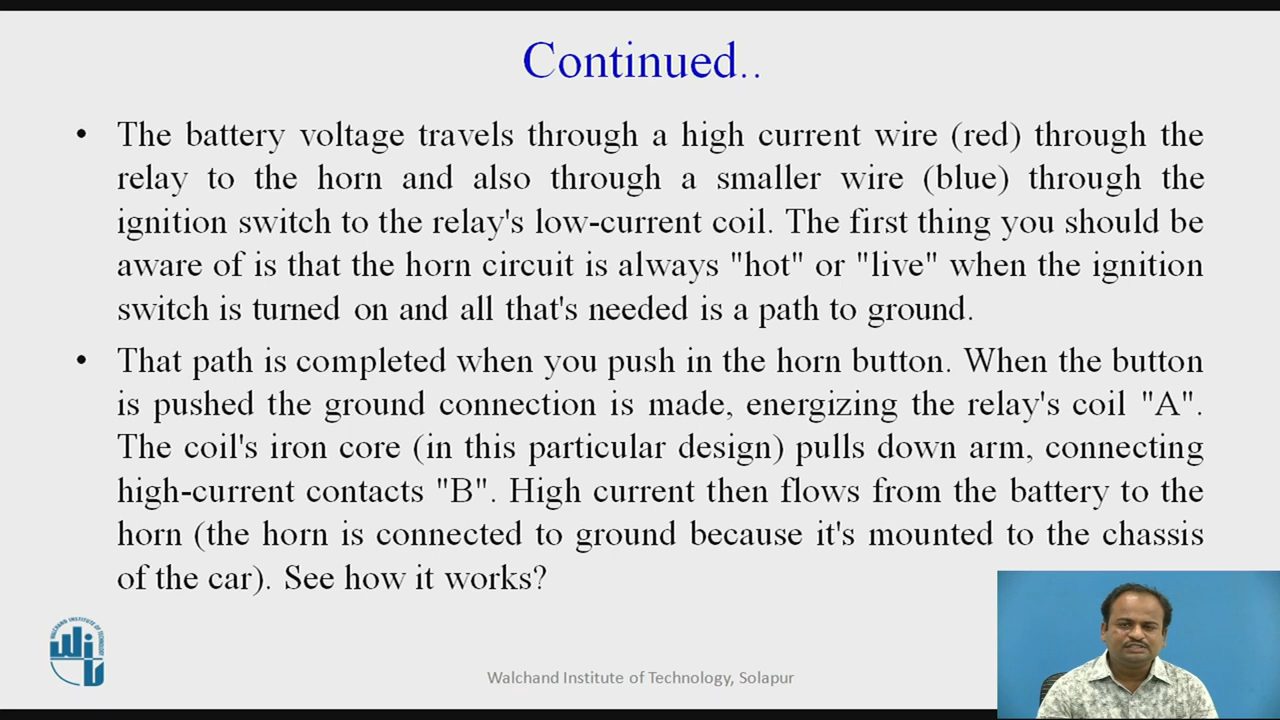 Continued..
• The battery voltage travels through a high current wire (red) through the
relay to the horn and also through a smaller wire (blue) through the
ignition switch to the relay's low-current coil. The first thing you should be
aware of is that the horn circuit is always "hot" or "live" when the ignition
switch is turned on and all that's needed is a path to ground.
• That path is completed when you push in the horn button. When the button
is pushed the ground connection is made, energizing the relay's coil "A".
The coil's iron core (in this particular design) pulls down arm, connecting
high-current contacts "B". High current then flows from the battery to the
horn (the horn is connected to ground because it's mounted to the chassis
of the car). See how it works?
WALCHAND INSTITUTE OF TECHNOLOGY
WIT
Walchand Institute of Technology, Solapur